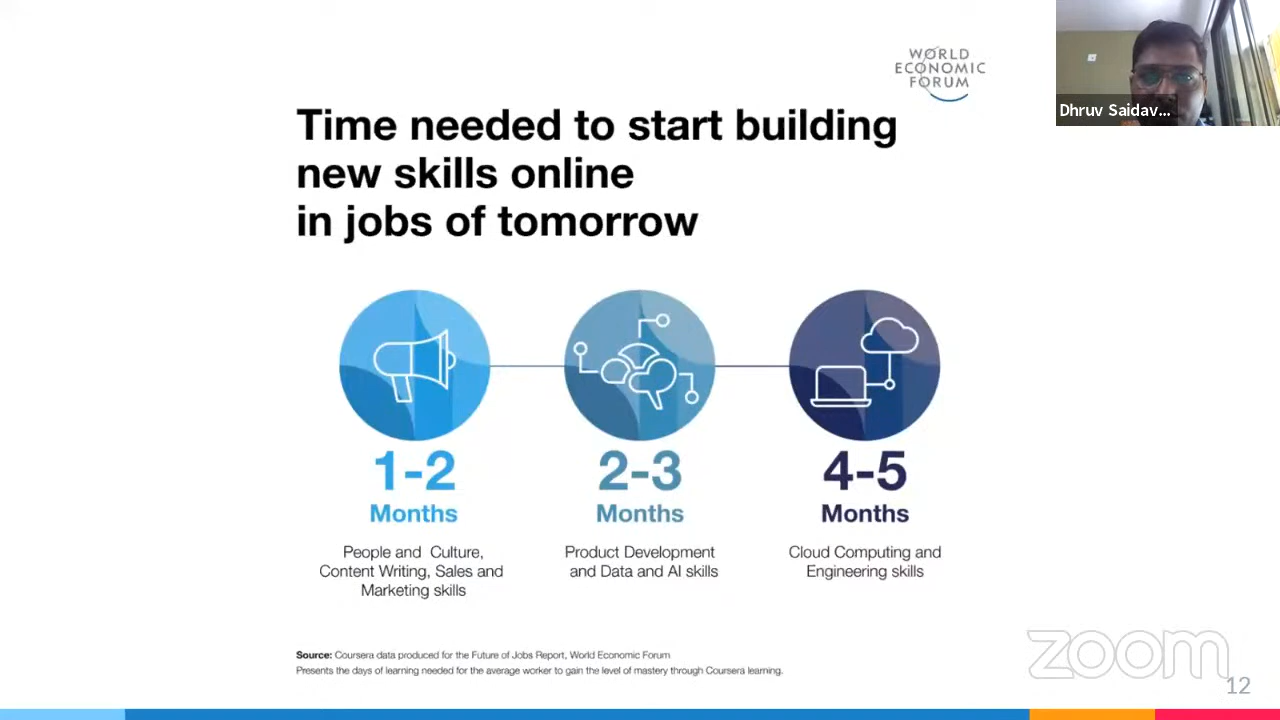 WORLD
ECONOMIC
FORUM
Dhruv Saidav...
Time needed to start building
new skills online
in jobs of tomorrow
1-2
Months
People and Culture,
Content Writing, Sales and
Marketing skills
2-3
Months
Product Development
and Data and AI skills
4-5
Months
Cloud Computing and
Engineering skills
Source: Coursera data produced for the Future of Jobs Report, World Economic Forum
Presents the days of learning needed for the average worker to gain the level of mastery through Coursera learning.
zoom
12